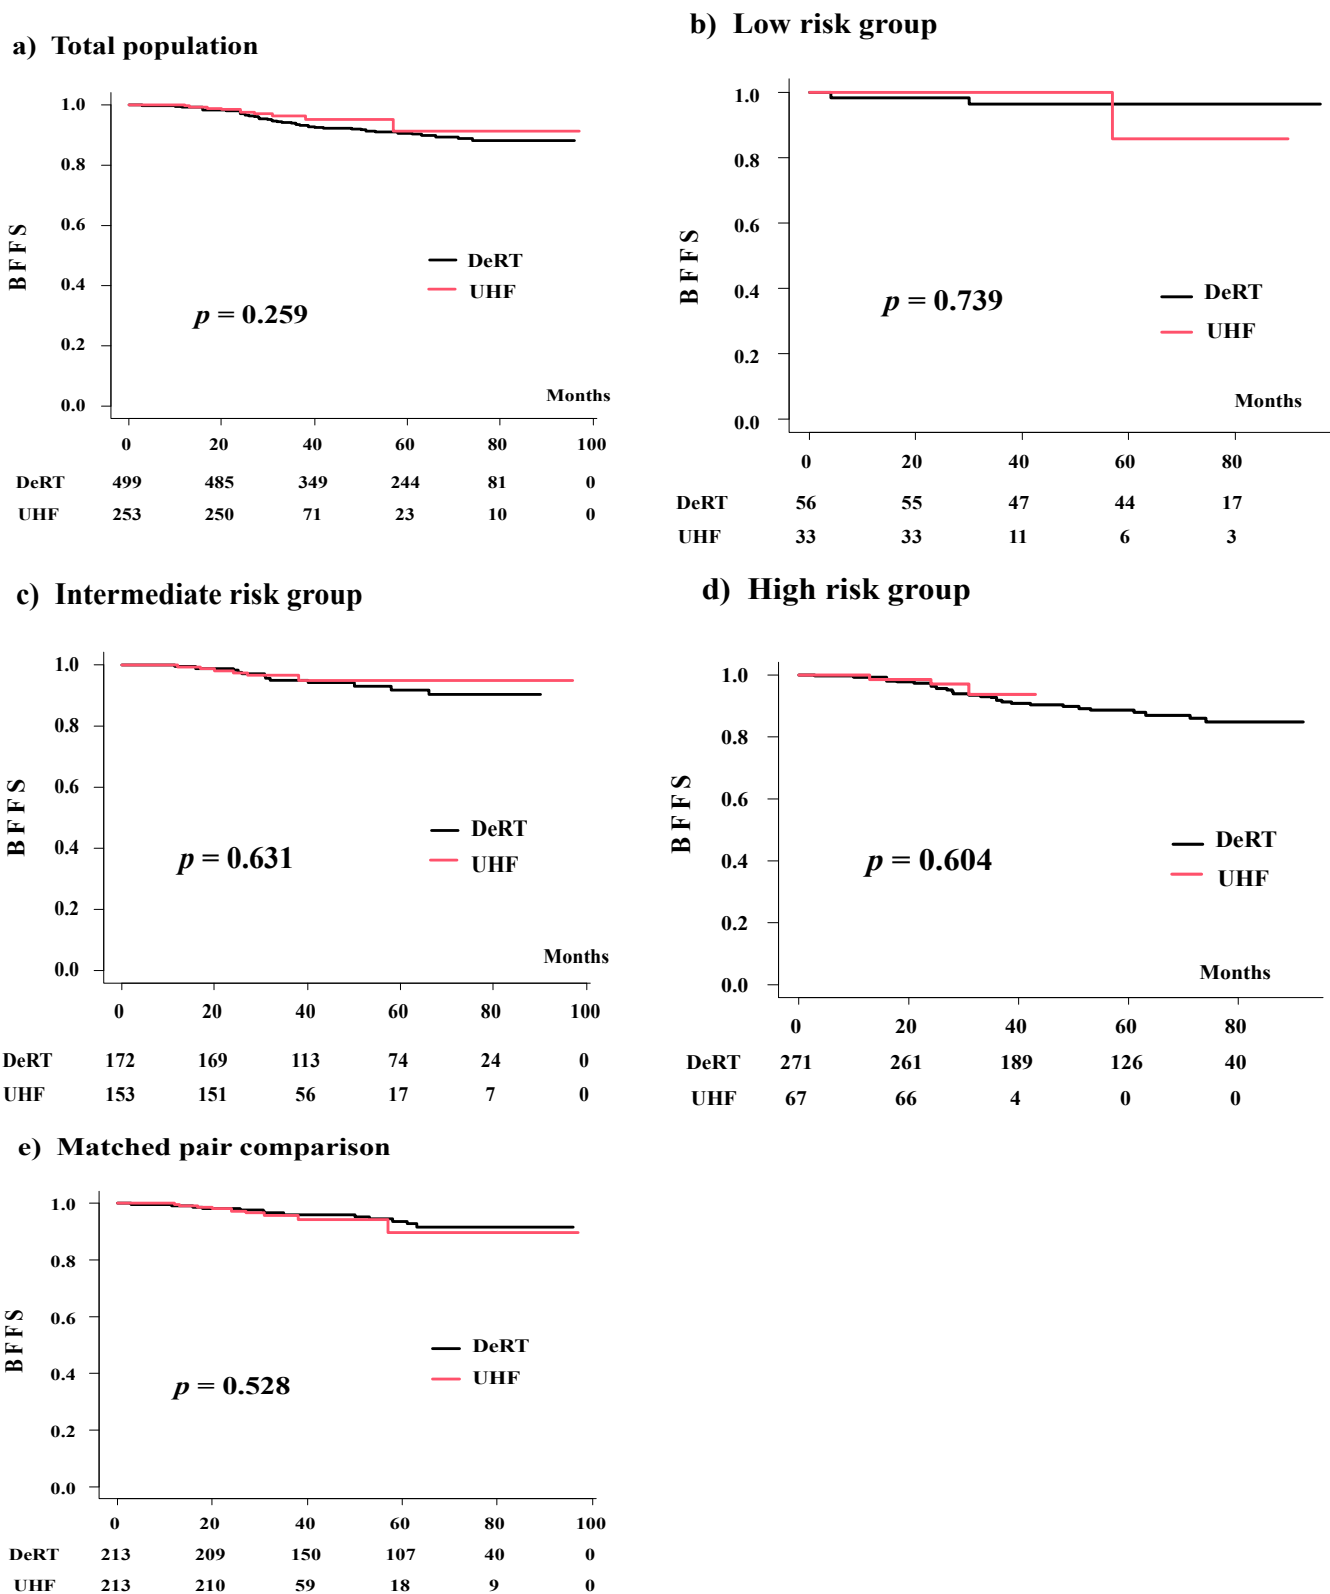 a) Total population
1.0
0.8
0.6
0.4
0.2
0.0
BFFS
DeRT
UHF
p = 0.259
Months
0 20 40 60 80 100
DeRT 499 485 349 244 81 0
UHF 253 250 71 23 10 0
b) Low risk group
1.0
0.8
0.6
0.4
0.2
0.0
BFFS
DeRT
UHF
p = 0.739
Months
0 20 40 60 80
DeRT 56 55 47 44 17
UHF 33 33 11 6 3
c) Intermediate risk group
1.0
0.8
0.6
0.4
0.2
0.0
BFFS
DeRT
UHF
p = 0.631
Months
0 20 40 60 80 100
DeRT 172 169 113 74 24 0
UHF 153 151 56 17 7 0
d) High risk group
1.0
0.8
0.6
0.4
0.2
0.0
BFFS
DeRT
UHF
p = 0.604
Months
0 20 40 60 80
DeRT 271 261 189 126 40
UHF 67 66 4 0 0
e) Matched pair comparison
1.0
0.8
0.6
0.4
0.2
0.0
BFFS
DeRT
UHF
p = 0.528
0 20 40 60 80 100
DeRT 213 209 150 107 40 0
UHF 213 210 59 18 9 0